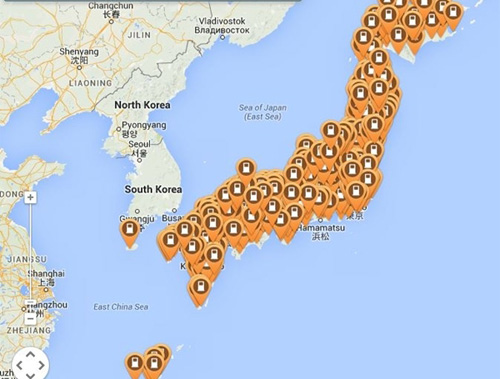 Changchun
长春
Vladivostok
Владивосток
JILIN
Shenyang
沈阳
LIAONING
North Korea
Sea of Japan
(East Sea)
Pyongyang
평양
Seoul
서울
South Korea
Gwangju
Busa
DONG
Hamamatsu
浜松
東京
JIANGSU
Shanghai
上海
East China Sea
Hangzhou
杭州
ZHEJIANG